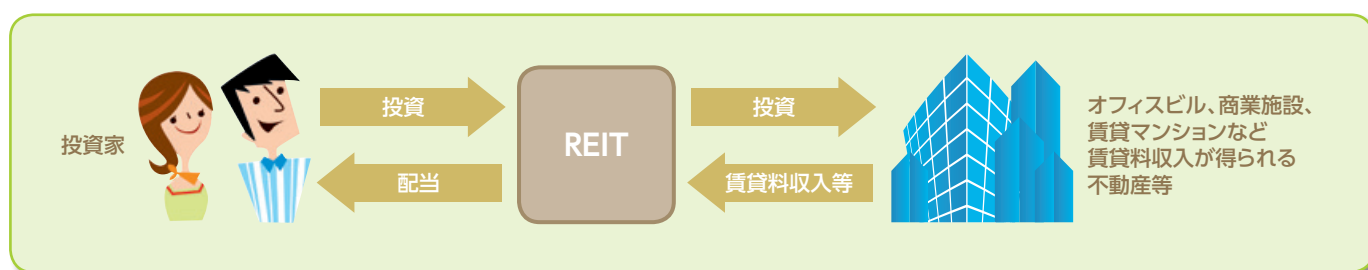 投資家
投資
配当
REIT
投資
賃貸料収入等
オフィスビル、商業施設、
賃貸マンションなど
賃貸料収入が得られる
不動産等